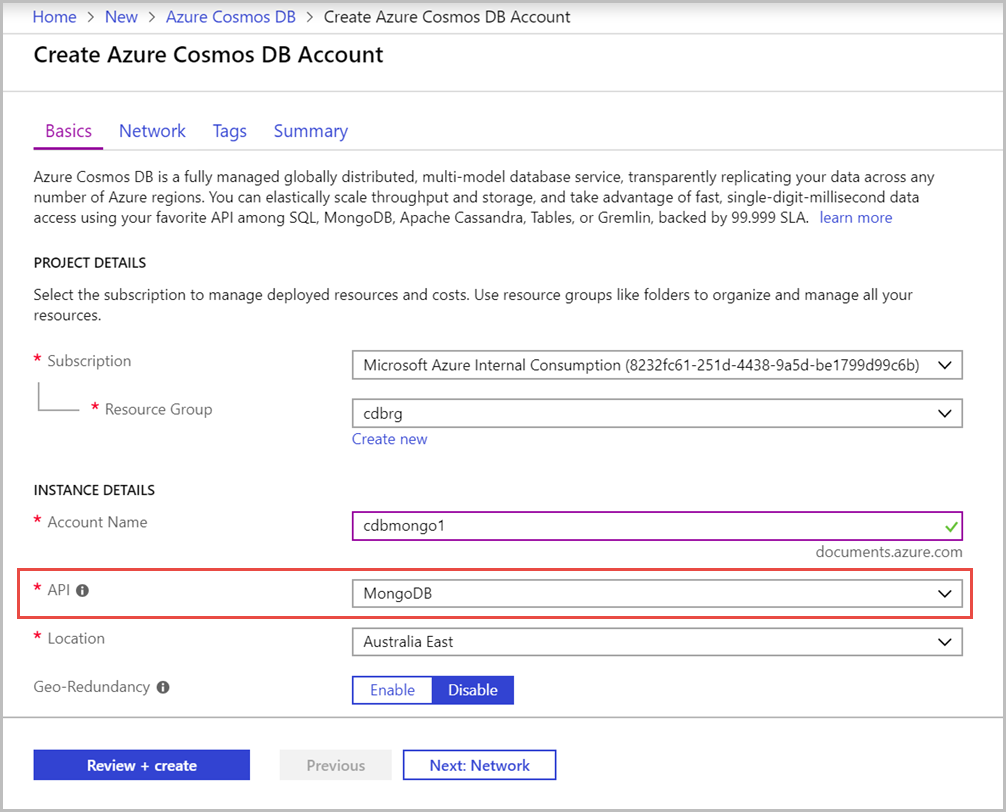 Home > New > Azure Cosmos DB > Create Azure Cosmos DB Account
Create Azure Cosmos DB Account
Basics Network Tags Summary
Azure Cosmos DB is a fully managed globally distributed, multi-model database service, transparently replicating your data across any
number of Azure regions. You can elastically scale throughput and storage, and take advantage of fast, single-digit-millisecond data
access using your favorite API among SQL, MongoDB, Apache Cassandra, Tables, or Gremlin, backed by 99.999 SLA. learn more
PROJECT DETAILS
Select the subscription to manage deployed resources and costs. Use resource groups like folders to organize and manage all your
resources.
* Subscription Microsoft Azure Internal Consumption (8232fc61-251d-4438-9a5d-be1799d99c6b)
* Resource Group cdbrg
Create new
INSTANCE DETAILS
* Account Name cdbmongo1
documents.azure.com
* API MongoDB
* Location Australia East
Geo-Redundancy Enable Disable
Review + create Previous Next: Network